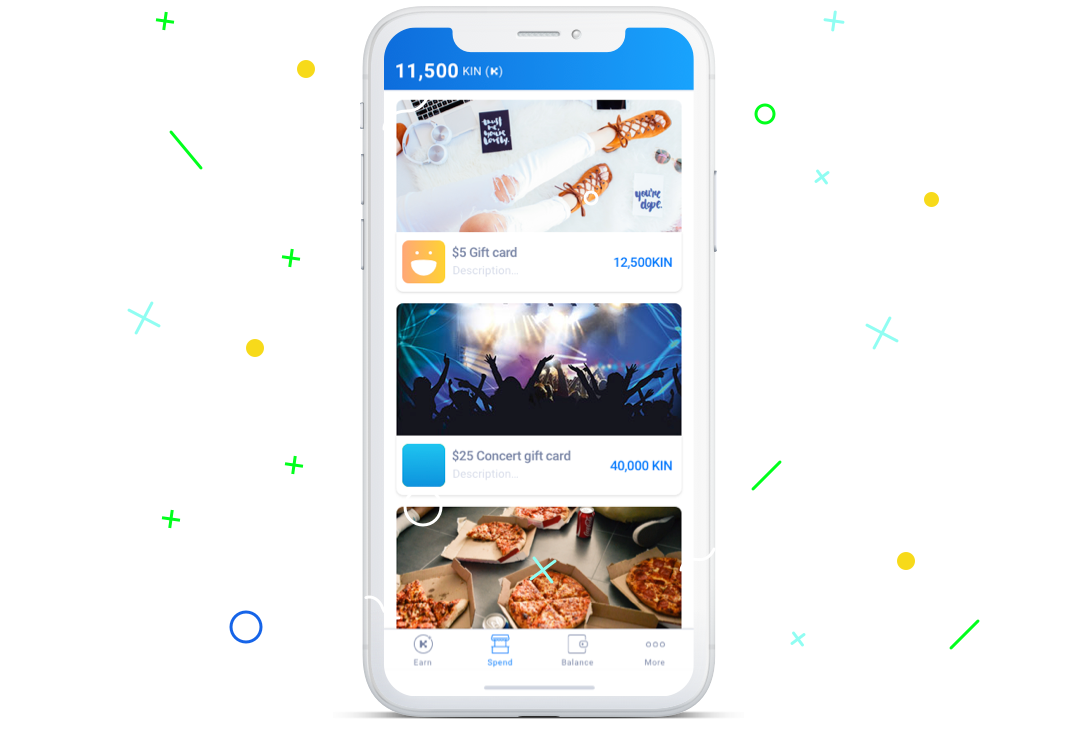 11,500 KIN (K)
you're
dope.
$5 Gift card
Description...
12,500KIN
$25 Concert gift card
Description...
40,000 KIN
Earn
Spend
Balance
More